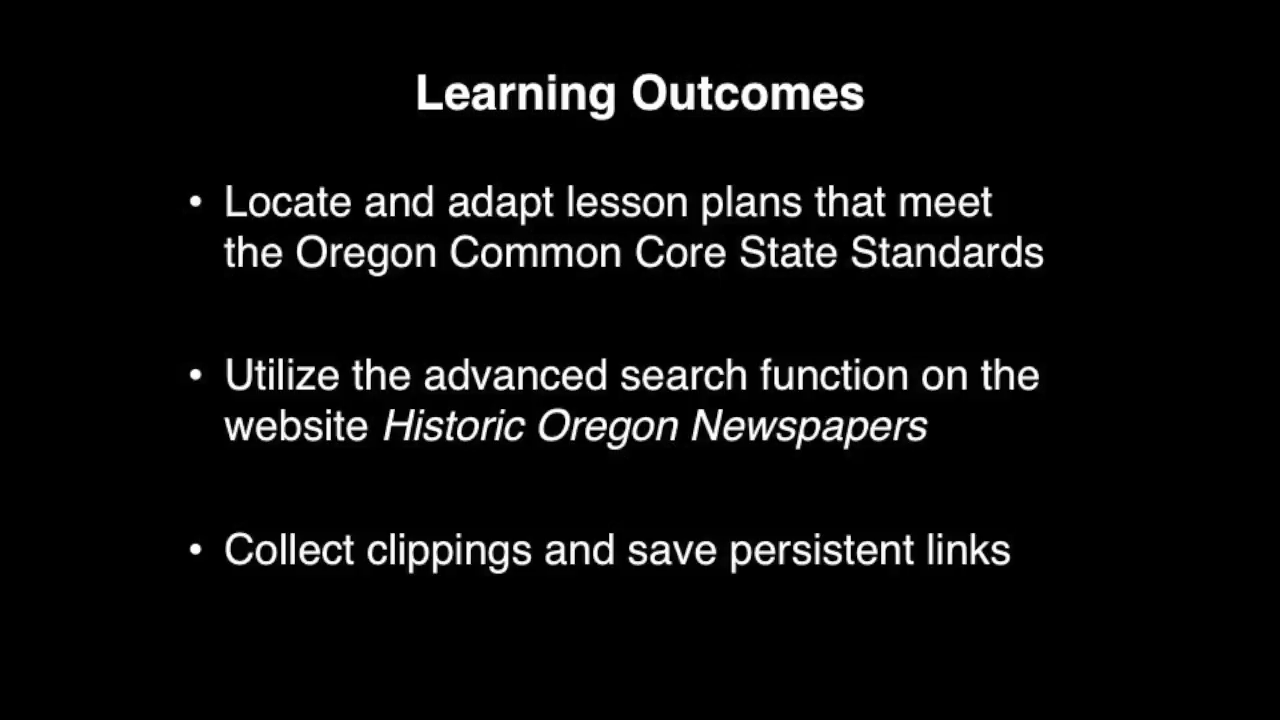 Learning Outcomes
• Locate and adapt lesson plans that meet
the Oregon Common Core State Standards
• Utilize the advanced search function on the
website Historic Oregon Newspapers
• Collect clippings and save persistent links